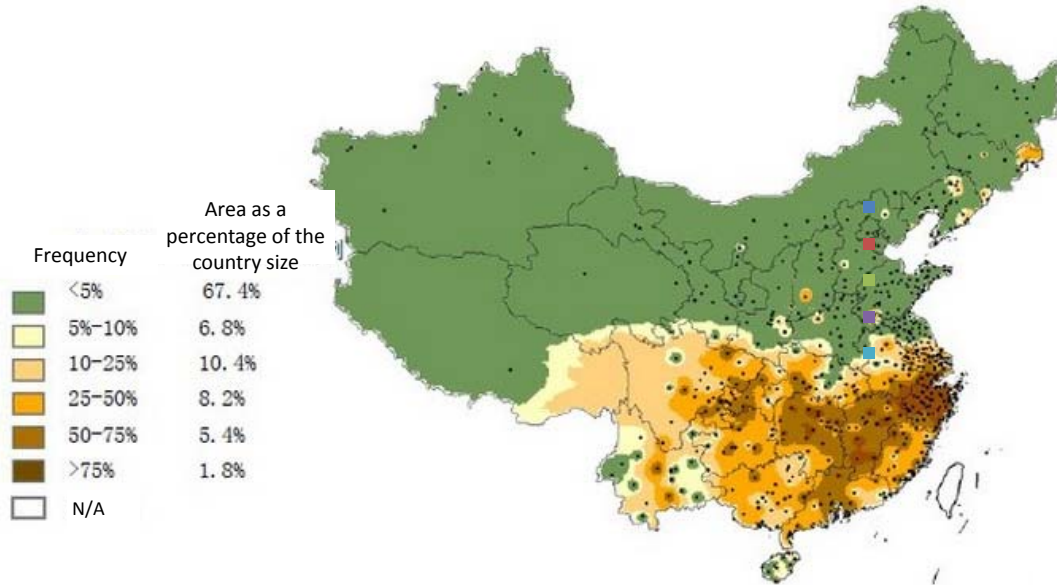 Area as a
percentage of the
country size
Frequency
<5% 67.4%
5%-10% 6.8%
10-25% 10.4%
25-50% 8.2%
50-75% 5.4%
>75% 1.8%
N/A